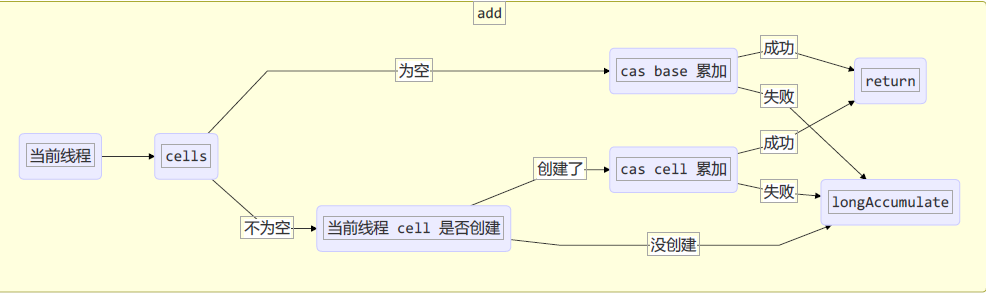 add
当前线程
cells
为空
cas base 累加
成功
return
失败
不为空
当前线程 cell 是否创建
创建了
cas cell 累加
成功
失败
没创建
longAccumulate